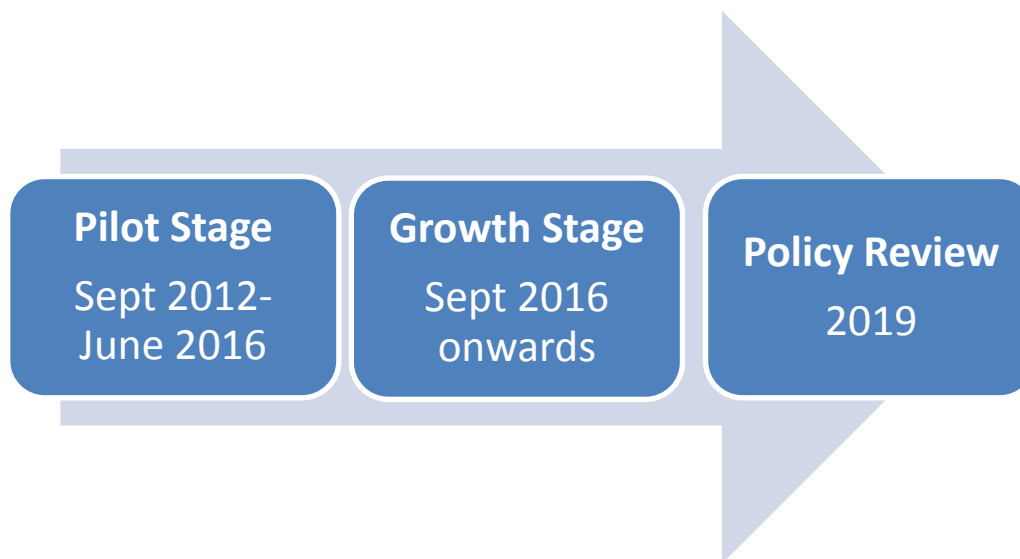 Pilot Stage
Sept 2012-
June 2016
Growth Stage
Sept 2016
onwards
Policy Review
2019